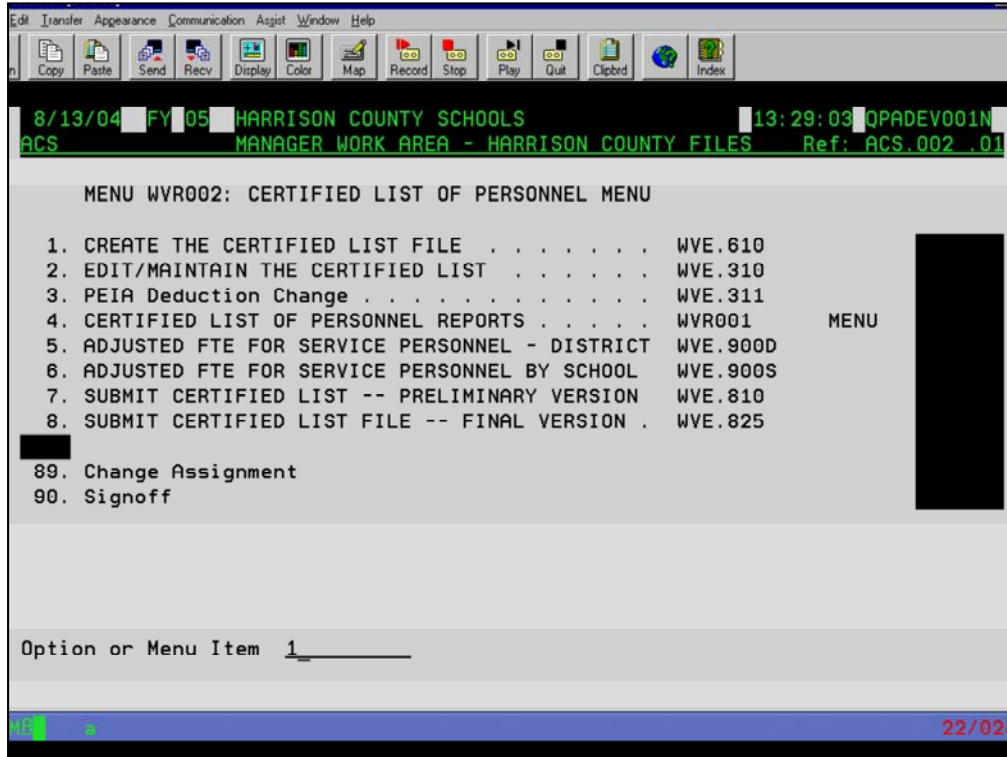 Edit Transfer Appearance Communication Assist Window Help
Copy Paste Send Recv Display Color Map Record Stop Play Quit Clipbrd Index
8/13/04 FY 05 HARRISON COUNTY SCHOOLS 13:29:03 QPADEV001N
ACS MANAGER WORK AREA - HARRISON COUNTY FILES Ref: ACS.002 .01
MENU WVR002: CERTIFIED LIST OF PERSONNEL MENU
1. CREATE THE CERTIFIED LIST FILE . . . . . . . WVE.610
2. EDIT/MAINTAIN THE CERTIFIED LIST . . . . . . WVE.310
3. PEIA Deduction Change . . . . . . . . . . . . WVE.311
4. CERTIFIED LIST OF PERSONNEL REPORTS . . . . . WVR001 MENU
5. ADJUSTED FTE FOR SERVICE PERSONNEL - DISTRICT WVE.900D
6. ADJUSTED FTE FOR SERVICE PERSONNEL BY SCHOOL WVE.900S
7. SUBMIT CERTIFIED LIST -- PRELIMINARY VERSION WVE.810
8. SUBMIT CERTIFIED LIST FILE -- FINAL VERSION . WVE.825
89. Change Assignment
90. Signoff
Option or Menu Item 1
MA a 22/02